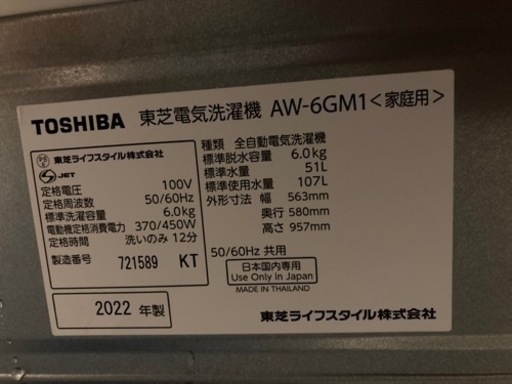 TOSHIBA 東芝電気洗濯機 AW-6GM1<家庭用>
PS E 東芝ライフスタイル株式会社
S JET
定格電圧 100V
定格周波数 50/60Hz
標準洗濯容量 6.0kg
電動機定格消費電力 370/450W
定格時間 洗いのみ 12分
製造番号 721589 KT
2022 年製
種類 全自動電気洗濯機
標準脱水容量 6.0kg
標準水量 51L
標準使用水量 107L
外形寸法 幅 563mm
奥行 580mm
高さ 957mm
50/60Hz 共用
日本国内専用
Use Only in Japan
MADE IN THAILAND
東芝ライフスタイル株式会社